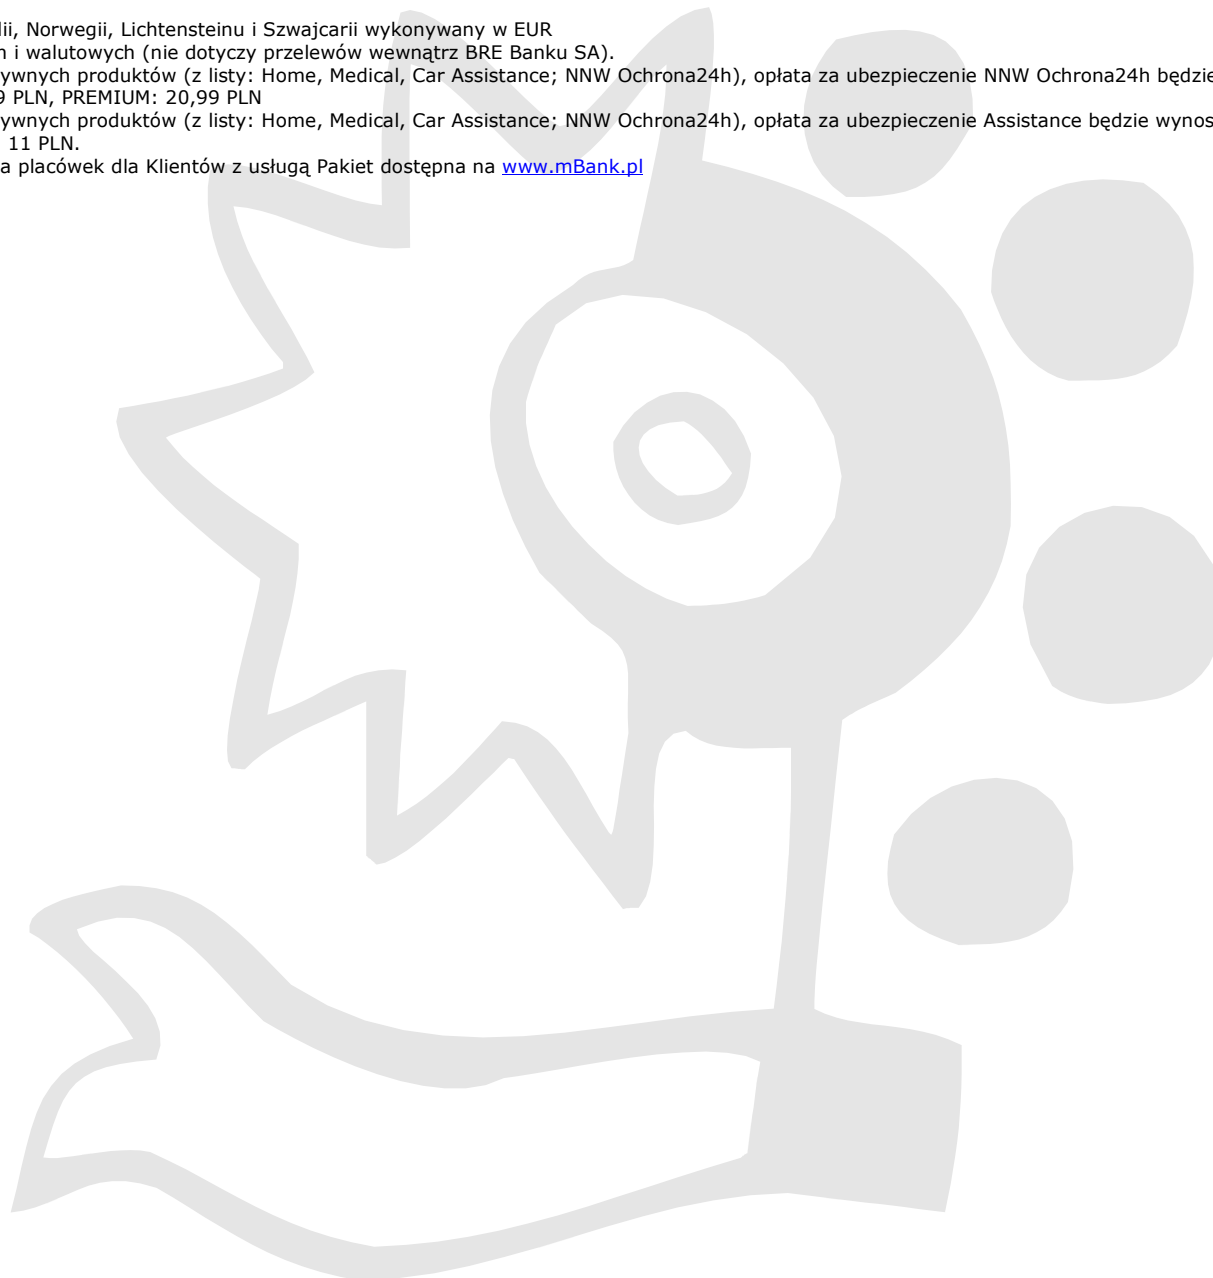 lii, Norwegii, Lichtensteinu i Szwajcarii wykonywany w EUR
h i walutowych (nie dotyczy przelewów wewnątrz BRE Banku SA).
ywnych produktów (z listy: Home, Medical, Car Assistance; NNW Ochrona24h), opłata za ubezpieczenie NNW Ochrona24h będzie
9 PLN, PREMIUM: 20,99 PLN
ywnych produktów (z listy: Home, Medical, Car Assistance; NNW Ochrona24h), opłata za ubezpieczenie Assistance będzie wynos
11 PLN.
a placówek dla Klientów z usługą Pakiet dostępna na www.mBank.pl